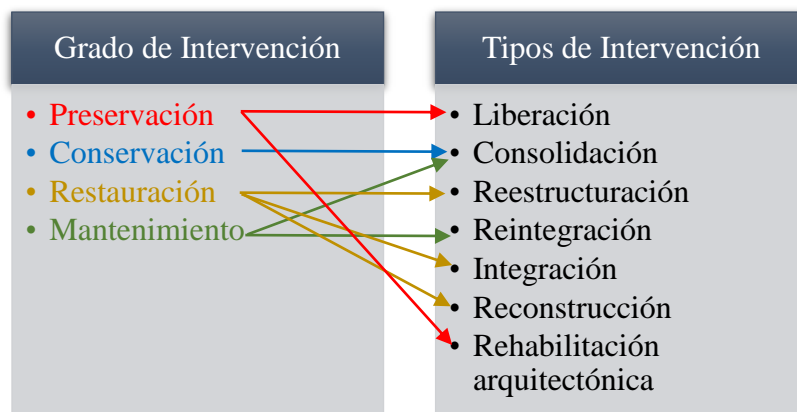 Grado de Intervención
• Preservación
• Conservación
• Restauración
• Mantenimiento
Tipos de Intervención
• Liberación
• Consolidación
• Reestructuración
• Reintegración
• Integración
• Reconstrucción
• Rehabilitación
arquitectónica